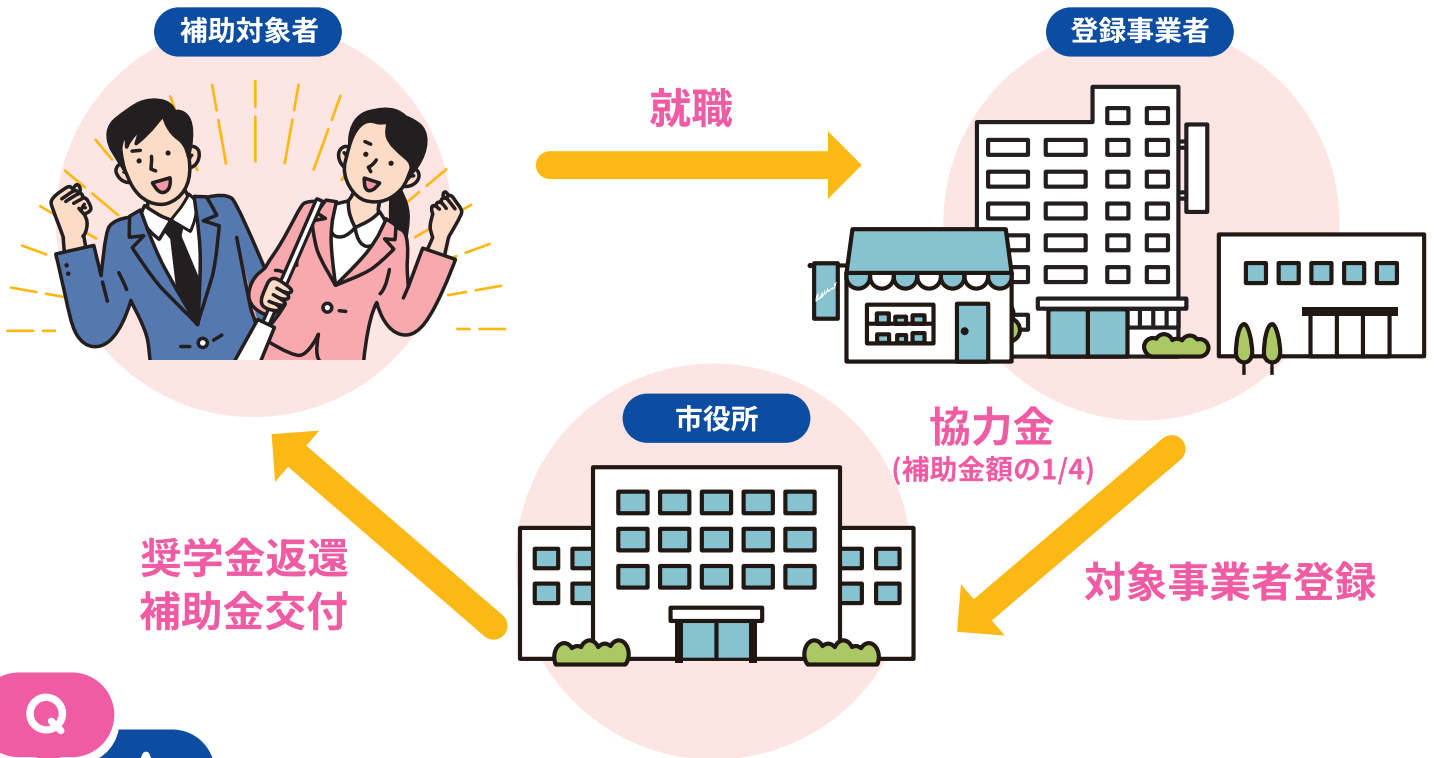 補助対象者
登録事業者
就職
市役所
協力金
(補助金額の1/4)
対象事業者登録
奨学金返還
補助金交付
Q